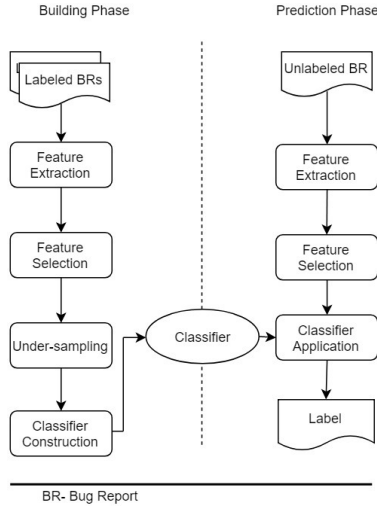 Building Phase
Prediction Phase
Labeled BRs
Unlabeled BR
Feature
Extraction
Feature
Extraction
Feature
Selection
Feature
Selection
Under-sampling
Classifier
Classifier
Application
Classifier
Construction
Label
BR- Bug Report